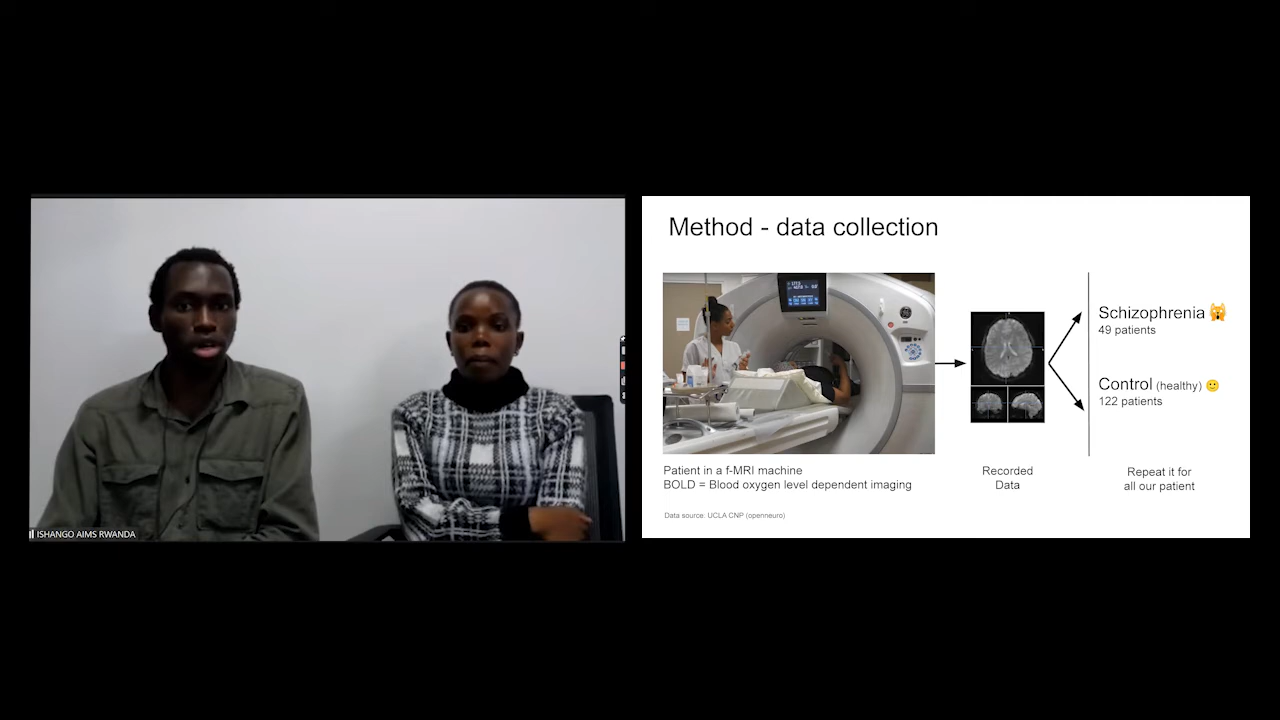 ISHANGO AIMS RWANDA
Method - data collection
Patient in a f-MRI machine
BOLD = Blood oxygen level dependent imaging
Data source: UCLA CNP (openneuro)
Recorded
Data
Schizophrenia 🙀
49 patients
Control (healthy) 🙂
122 patients
Repeat it for
all our patient